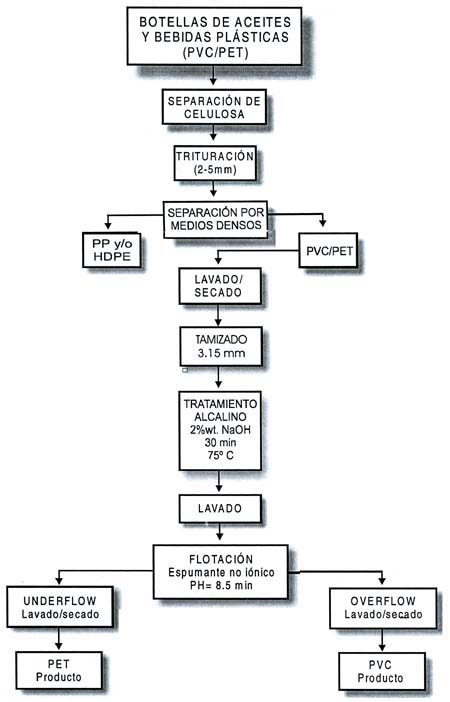 BOTELLAS DE ACEITES
Y BEBIDAS PLÁSTICAS
(PVC/PET)
SEPARACIÓN DE
CELULOSA
TRITURACIÓN
(2-5mm)
SEPARACIÓN POR
MEDIOS DENSOS
PP y/o
HDPE
PVC/PET
LAVADO/
SECADO
TAMIZADO
3.15 mm
TRATAMIENTO
ALCALINO
2%wt. NaOH
30 min
75º C
LAVADO
FLOTACIÓN
Espumante no iónico
PH= 8.5 min
UNDERFLOW
Lavado/secado
OVERFLOW
Lavado/secado
PET
Producto
PVC
Producto